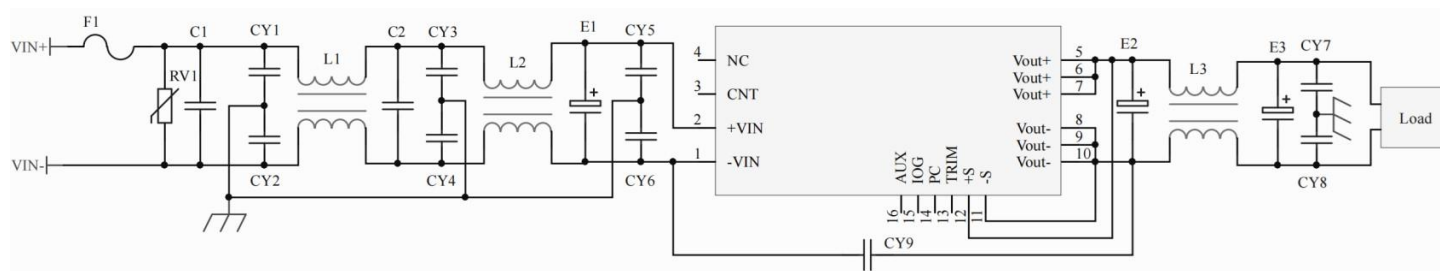 F1
VIN+
VIN-
RV1
C1
CY1
CY2
L1
C2
CY3
CY4
L2
E1
+
CY5
CY6
4 NC
3 CNT
2 +VIN
1 -VIN
AUX
IOG
PC
TRIM
+S
-S
16
15
14
13
12
11
Vout+ 5
Vout+ 6
Vout+ 7
Vout- 8
Vout- 9
Vout- 10
E2
+
L3
E3
+
CY7
CY8
Load
CY9